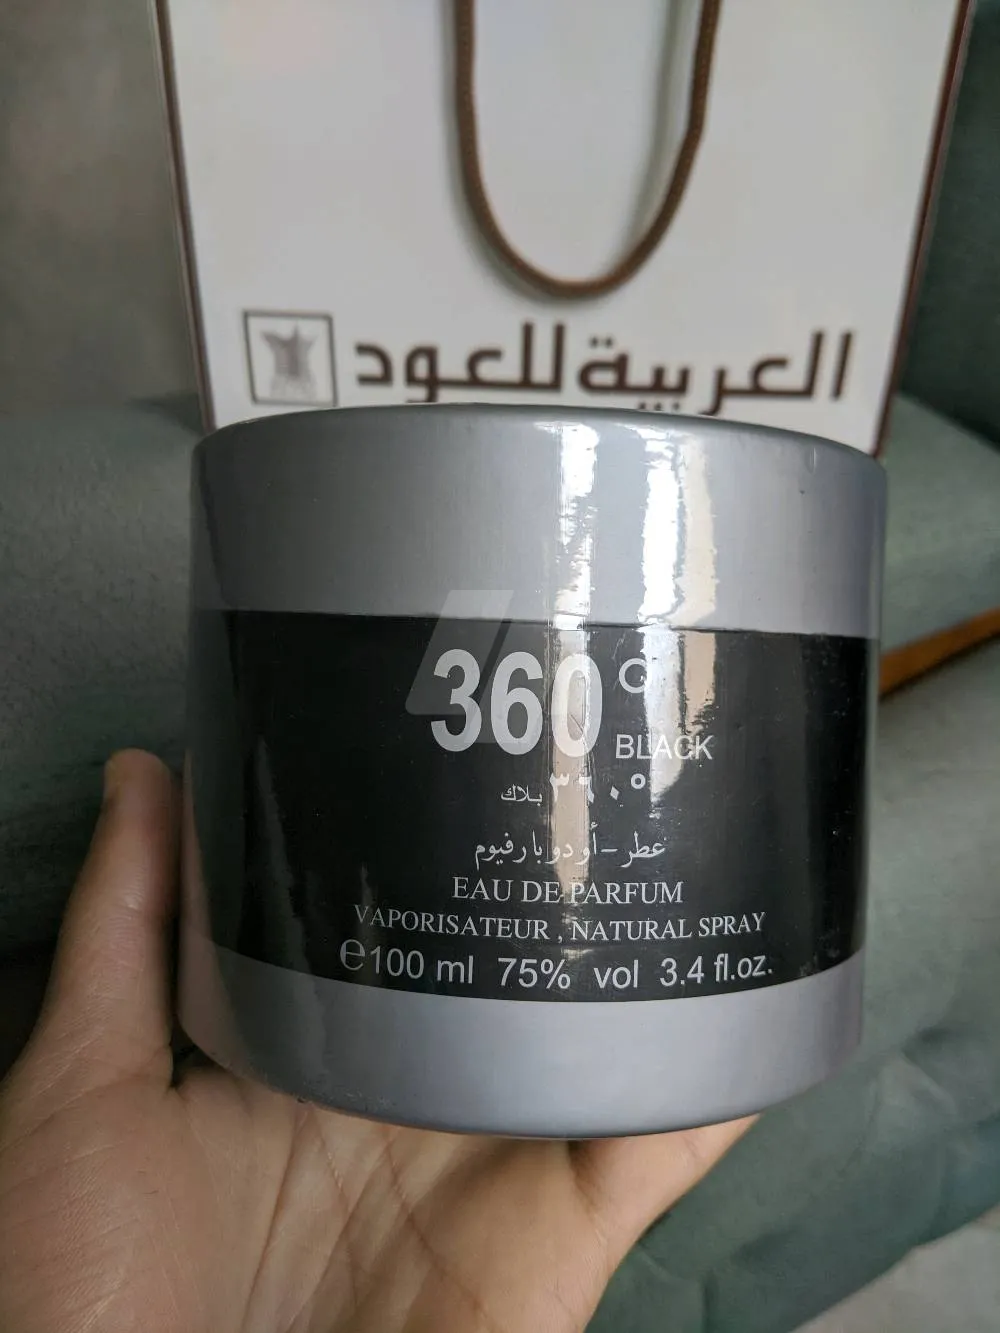 العربية للعود
360°
BLACK
٣٦٠° بلاك
عطر - أو دو بارفيوم
EAU DE PARFUM
VAPORISATEUR , NATURAL SPRAY
℮100 ml 75% vol 3.4 fl.oz.